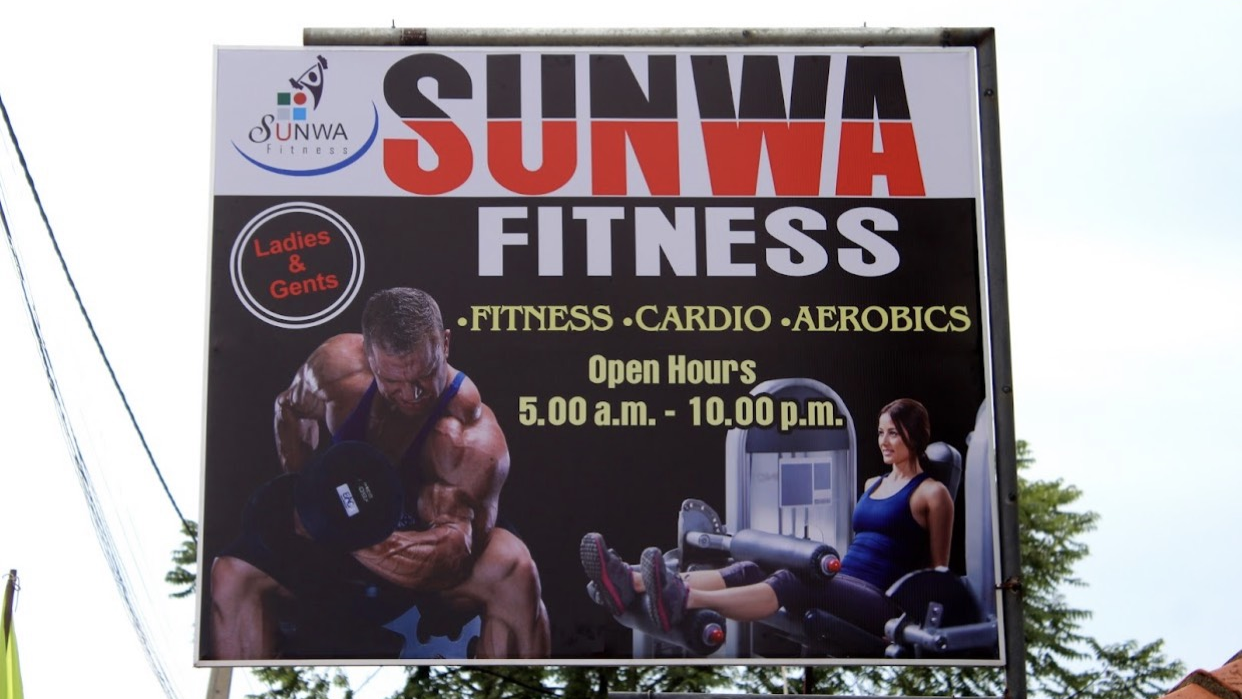 SUNWA
Fitness
SUNWA
FITNESS
Ladies
&
Gents
•FITNESS •CARDIO •AEROBICS
Open Hours
5.00 a.m. - 10.00 p.m.